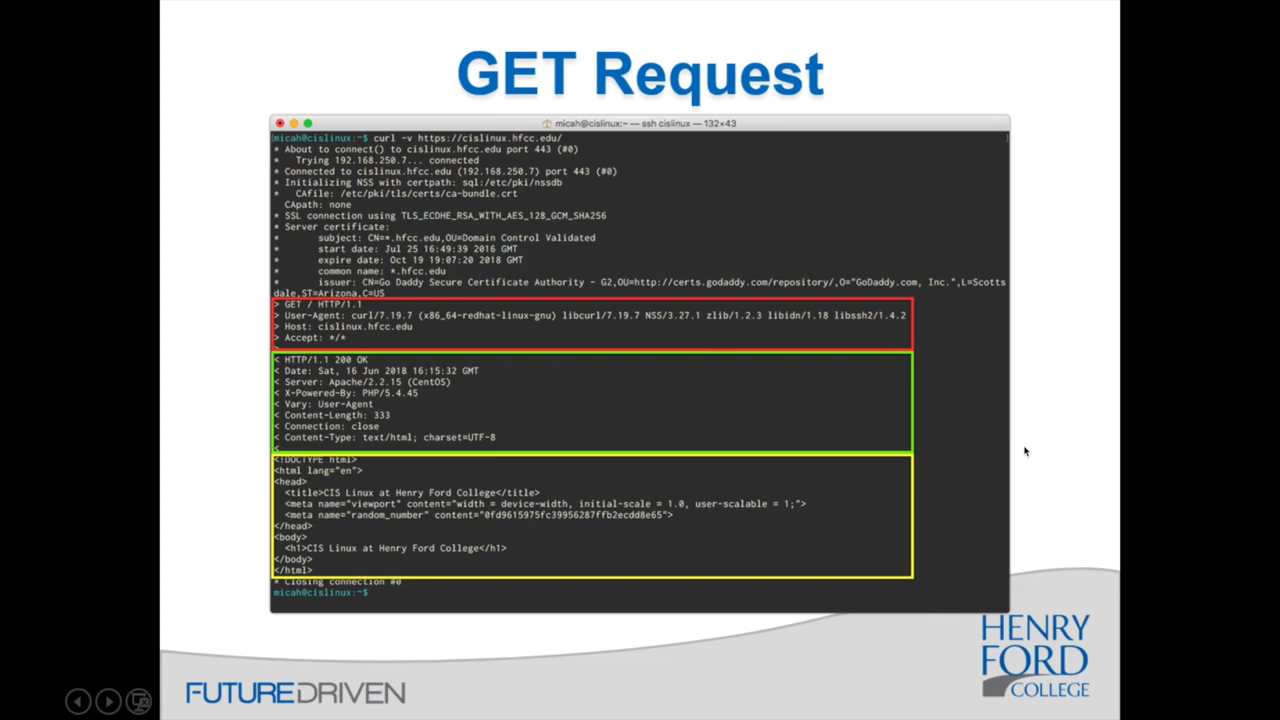 GET Request
micah@cislinux:~ — ssh cislinux — 132×43
[micah@cislinux:~$ curl -v https://cislinux.hfcc.edu/
* About to connect() to cislinux.hfcc.edu port 443 (#0)
*   Trying 192.168.250.7... connected
* Connected to cislinux.hfcc.edu (192.168.250.7) port 443 (#0)
* Initializing NSS with certpath: sql:/etc/pki/nssdb
*   CAfile: /etc/pki/tls/certs/ca-bundle.crt
  CApath: none
* SSL connection using TLS_ECDHE_RSA_WITH_AES_128_GCM_SHA256
* Server certificate:
*       subject: CN=*.hfcc.edu,OU=Domain Control Validated
*       start date: Jul 25 16:49:39 2016 GMT
*       expire date: Oct 19 19:07:20 2018 GMT
*       common name: *.hfcc.edu
*       issuer: CN=Go Daddy Secure Certificate Authority - G2,OU=http://certs.godaddy.com/repository/,O="GoDaddy.com, Inc.",L=Scotts
dale,ST=Arizona,C=US
> GET / HTTP/1.1
> User-Agent: curl/7.19.7 (x86_64-redhat-linux-gnu) libcurl/7.19.7 NSS/3.27.1 zlib/1.2.3 libidn/1.18 libssh2/1.4.2
> Host: cislinux.hfcc.edu
> Accept: */*
>
< HTTP/1.1 200 OK
< Date: Sat, 16 Jun 2018 16:15:32 GMT
< Server: Apache/2.2.15 (CentOS)
< X-Powered-By: PHP/5.4.45
< Vary: User-Agent
< Content-Length: 333
< Connection: close
< Content-Type: text/html; charset=UTF-8
<
<!DOCTYPE html>
<html lang="en">
<head>
  <title>CIS Linux at Henry Ford College</title>
  <meta name="viewport" content="width = device-width, initial-scale = 1.0, user-scalable = 1;">
  <meta name="random_number" content="0fd9615975fc39956287ffb2ecdd8e65">
</head>
<body>
  <h1>CIS Linux at Henry Ford College</h1>
</body>
</html>
* Closing connection #0
micah@cislinux:~$
HENRY
FORD
COLLEGE
FUTUREDRIVEN